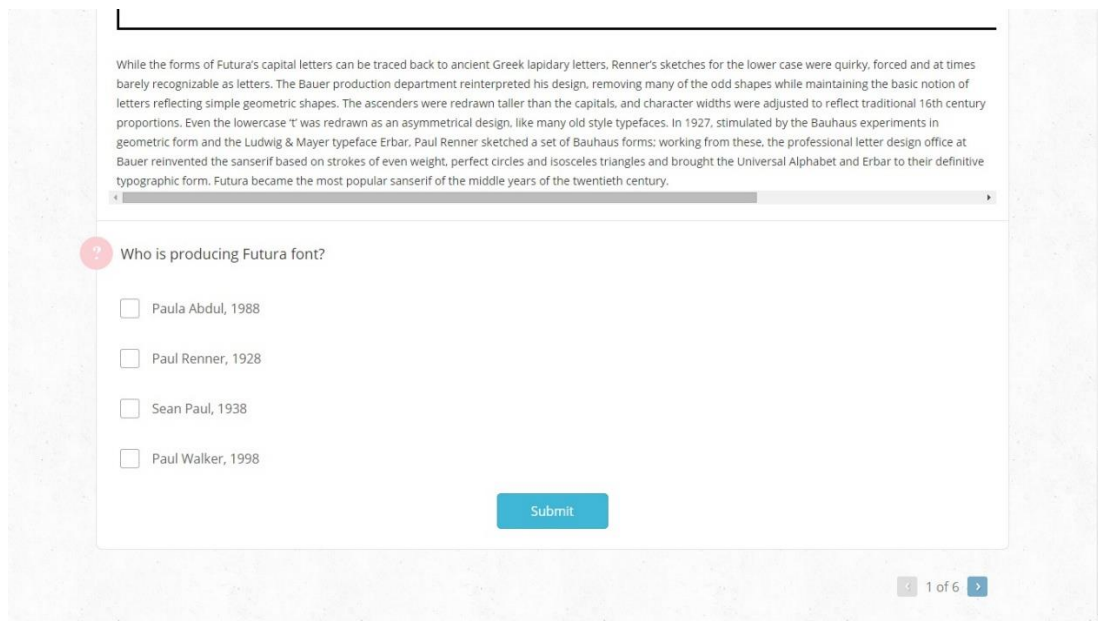 While the forms of Futura's capital letters can be traced back to ancient Greek lapidary letters, Renner's sketches for the lower case were quirky, forced and at times
barely recognizable as letters. The Bauer production department reinterpreted his design, removing many of the odd shapes while maintaining the basic notion of
letters reflecting simple geometric shapes. The ascenders were redrawn taller than the capitals, and character widths were adjusted to reflect traditional 16th century
proportions. Even the lowercase 't' was redrawn as an asymmetrical design, like many old style typefaces. In 1927, stimulated by the Bauhaus experiments in
geometric form and the Ludwig & Mayer typeface Erbar, Paul Renner sketched a set of Bauhaus forms; working from these, the professional letter design office at
Bauer reinvented the sanserif based on strokes of even weight, perfect circles and isosceles triangles and brought the Universal Alphabet and Erbar to their definitive
typographic form. Futura became the most popular sanserif of the middle years of the twentieth century.
? Who is producing Futura font?
Paula Abdul, 1988
Paul Renner, 1928
Sean Paul, 1938
Paul Walker, 1998
Submit
1 of 6